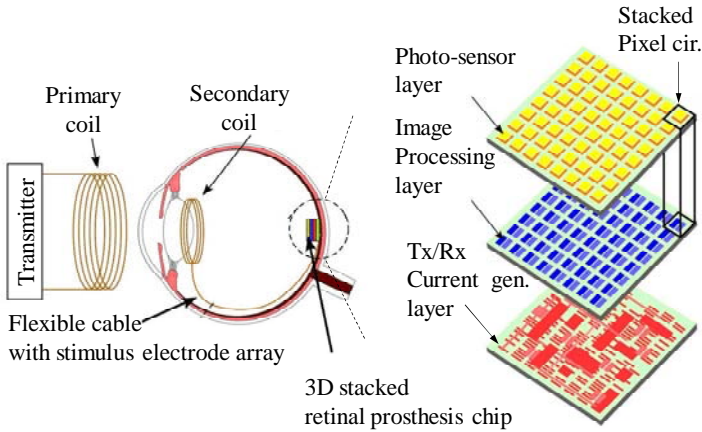 Primary
coil
Transmitter
Secondary
coil
Flexible cable
with stimulus electrode array
3D stacked
retinal prosthesis chip
Stacked
Pixel cir.
Photo-sensor
layer
Image
Processing
layer
Tx/Rx
Current gen.
layer